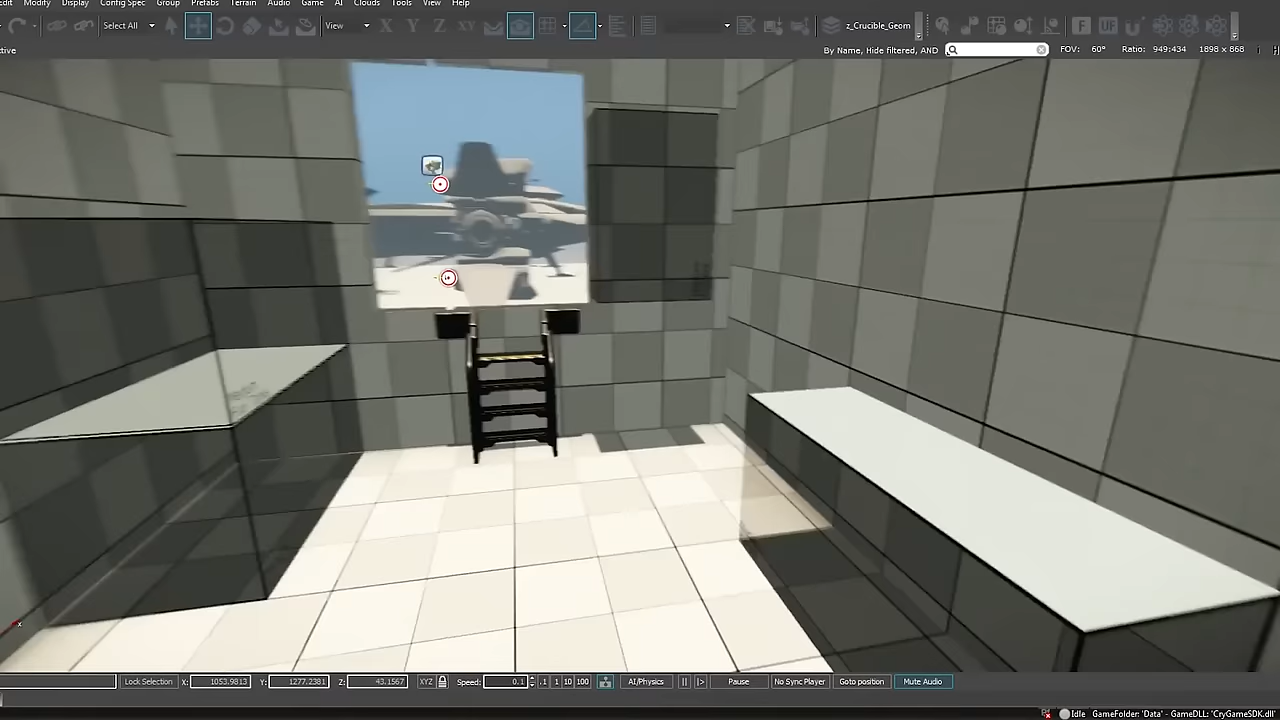 Modify Display Config Spec Group Prefabs Terrain Audio Game AI Clouds Tools View Help
Select All View X Y Z XY z_Crucible_Geom F UF
tive By Name, Hide filtered, AND FOV: 60° Ratio: 949:434 1898 x 868
x
Lock Selection X: 1053.9813 Y: 1277.2381 Z: 43.1567 XYZ Speed: 0.1 .1 1 10 100 AI/Physics Pause No Sync Player Goto position Mute Audio
Idle GameFolder: 'Data' - GameDLL: 'CryGameSDK.dll'